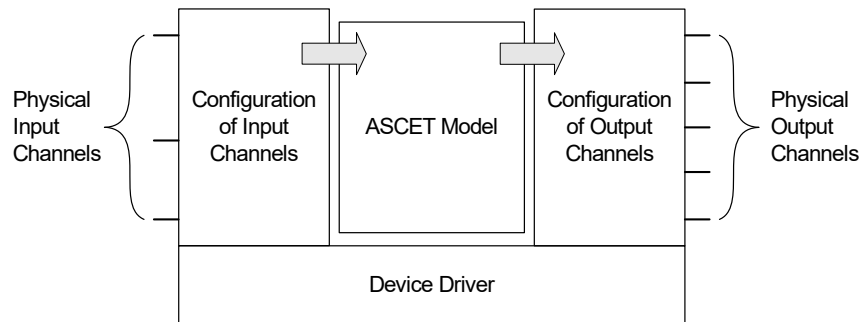 Physical
Input
Channels
Configuration
of Input
Channels
ASCET Model
Configuration
of Output
Channels
Physical
Output
Channels
Device Driver